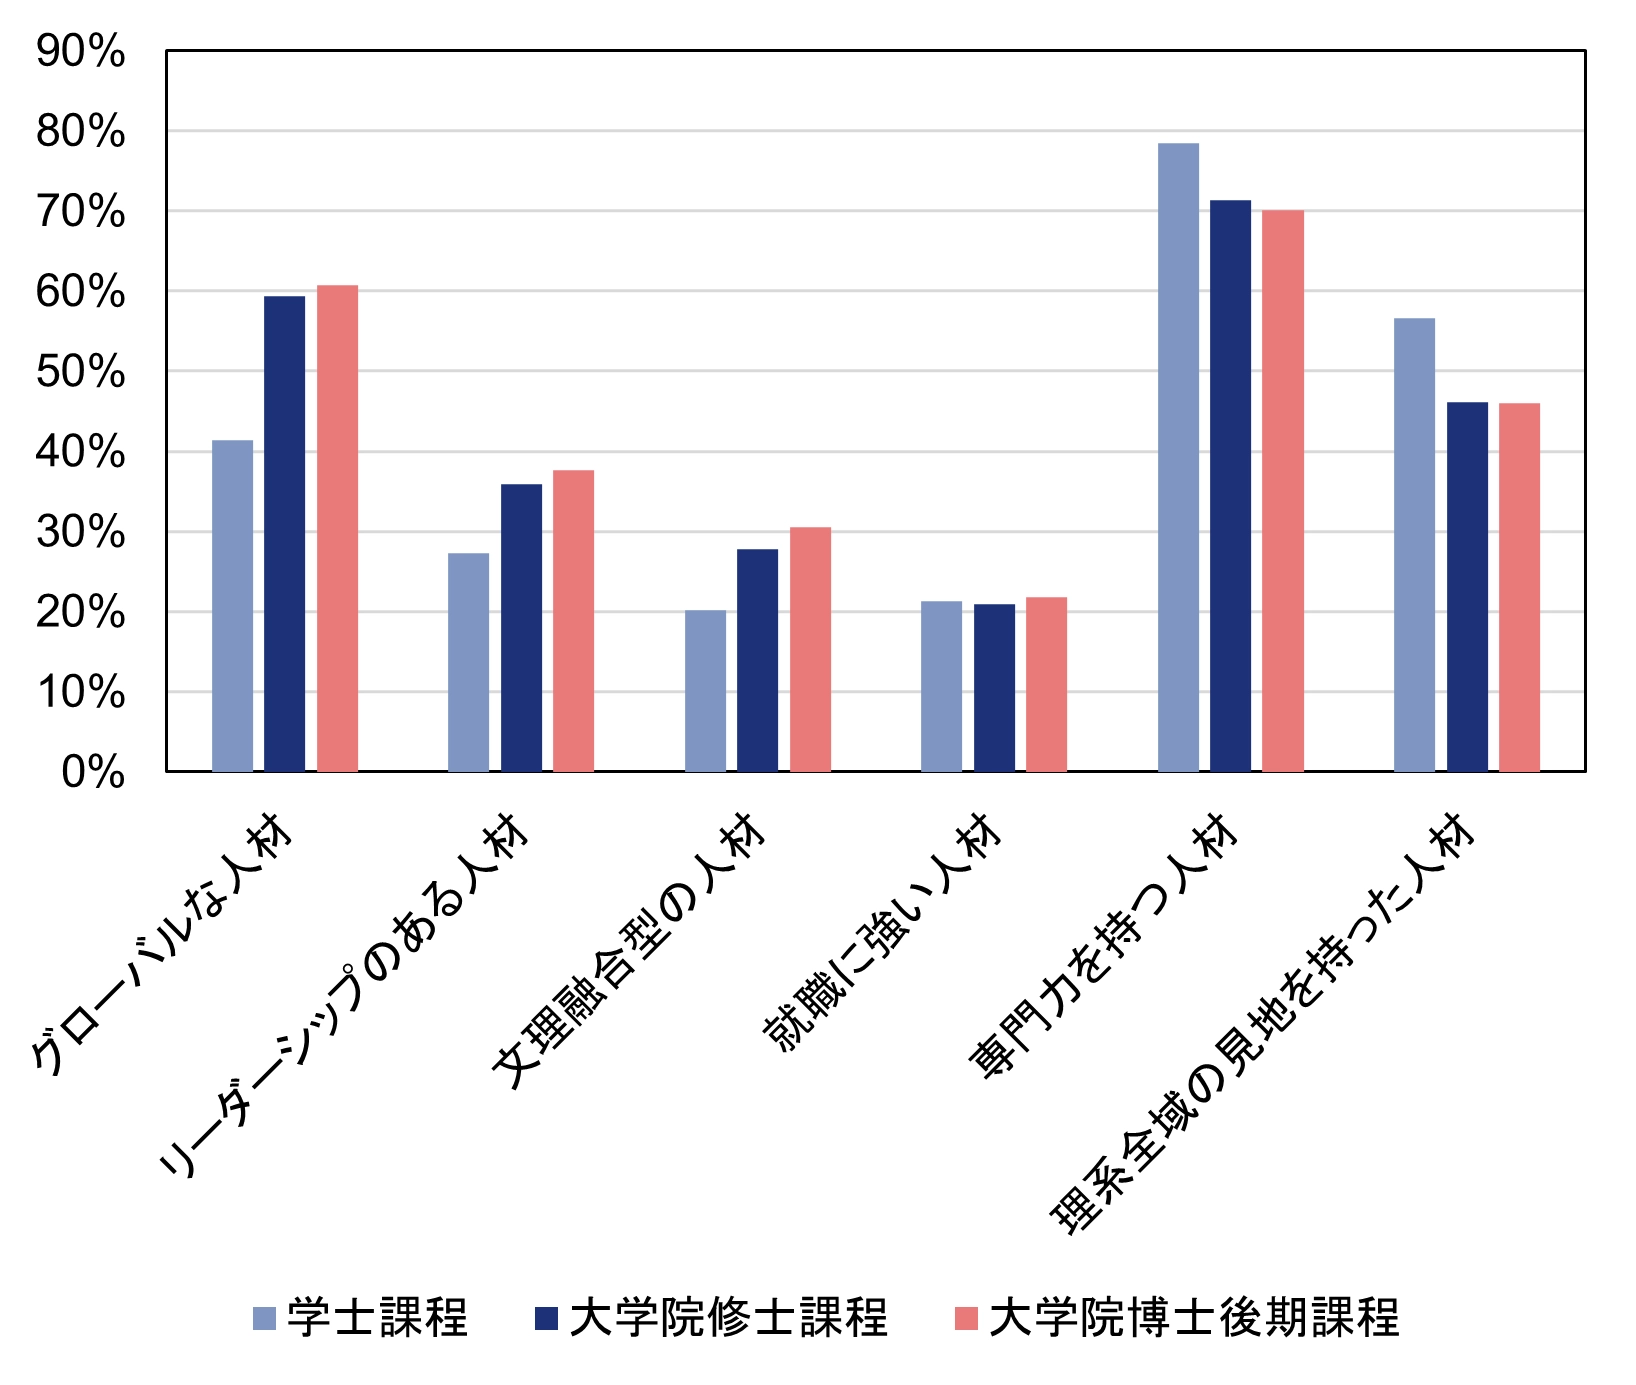 90%
80%
70%
60%
50%
40%
30%
20%
10%
0%
グローバルな人材
リーダーシップのある人材
文理融合型の人材
就職に強い人材
専門力を持つ人材
理系全域の見地を持った人材
学士課程
大学院修士課程
大学院博士後期課程